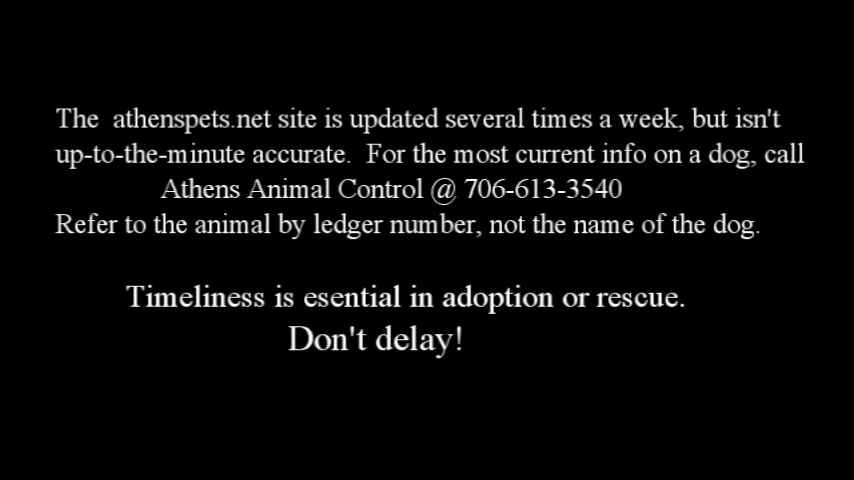 The athenspets.net site is updated several times a week, but isn't
up-to-the-minute accurate. For the most current info on a dog, call
Athens Animal Control @ 706-613-3540
Refer to the animal by ledger number, not the name of the dog.
Timeliness is esential in adoption or rescue.
Don't delay!